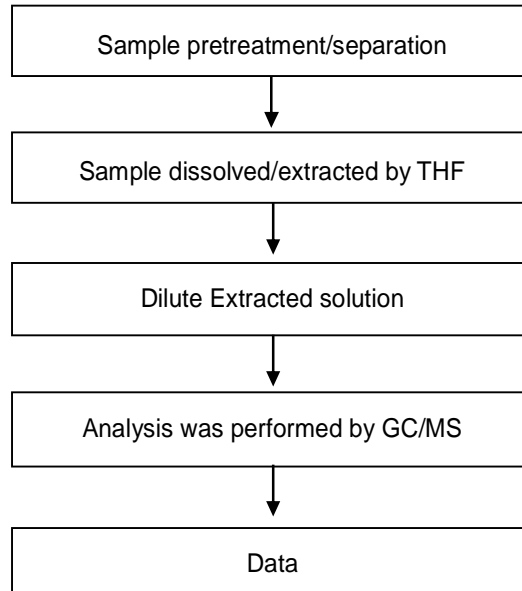 Sample pretreatment/separation
Sample dissolved/extracted by THF
Dilute Extracted solution
Analysis was performed by GC/MS
Data